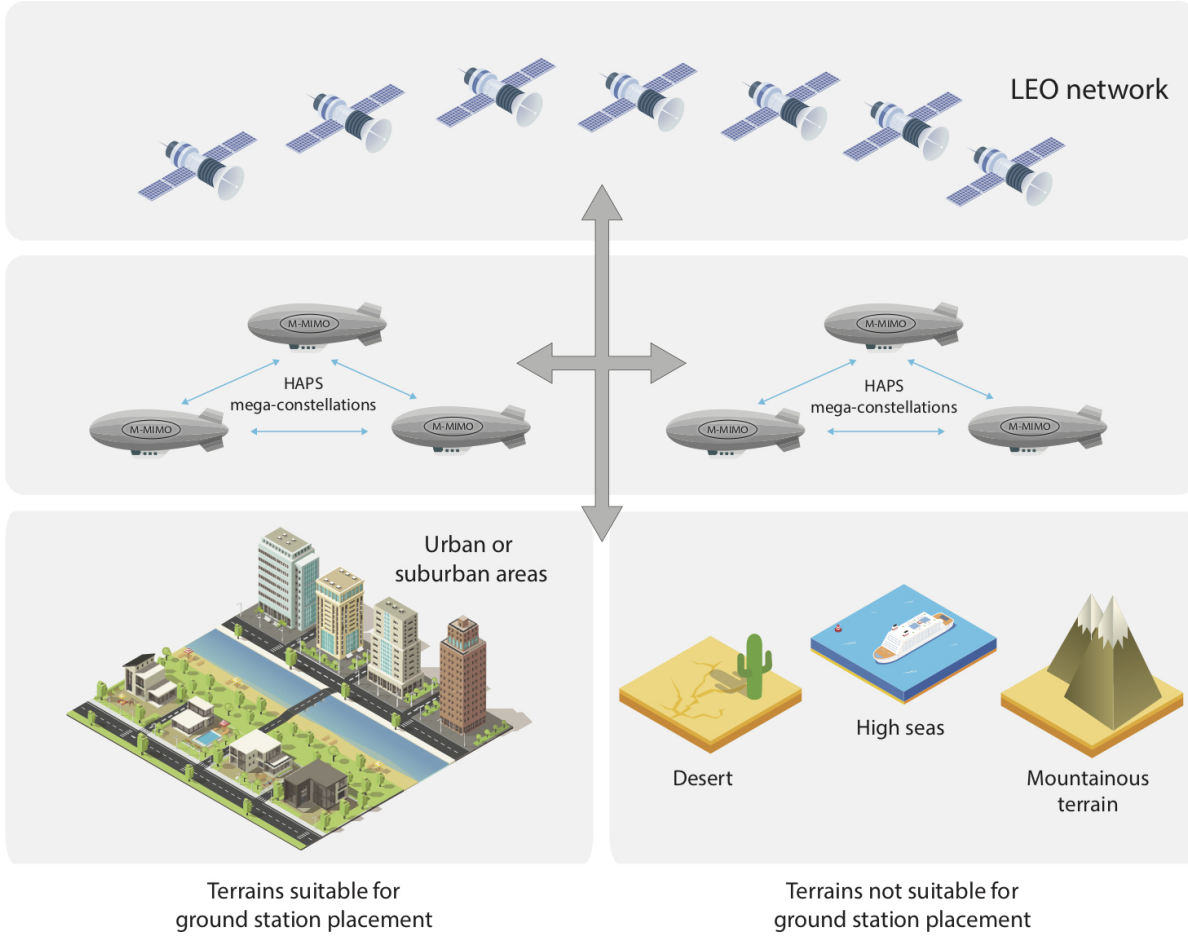 LEO network
M-MIMO
HAPS
mega-constellations
M-MIMO
M-MIMO
M-MIMO
HAPS
mega-constellations
M-MIMO
M-MIMO
Urban or
suburban areas
Desert
High seas
Mountainous
terrain
Terrains suitable for
ground station placement
Terrains not suitable for
ground station placement